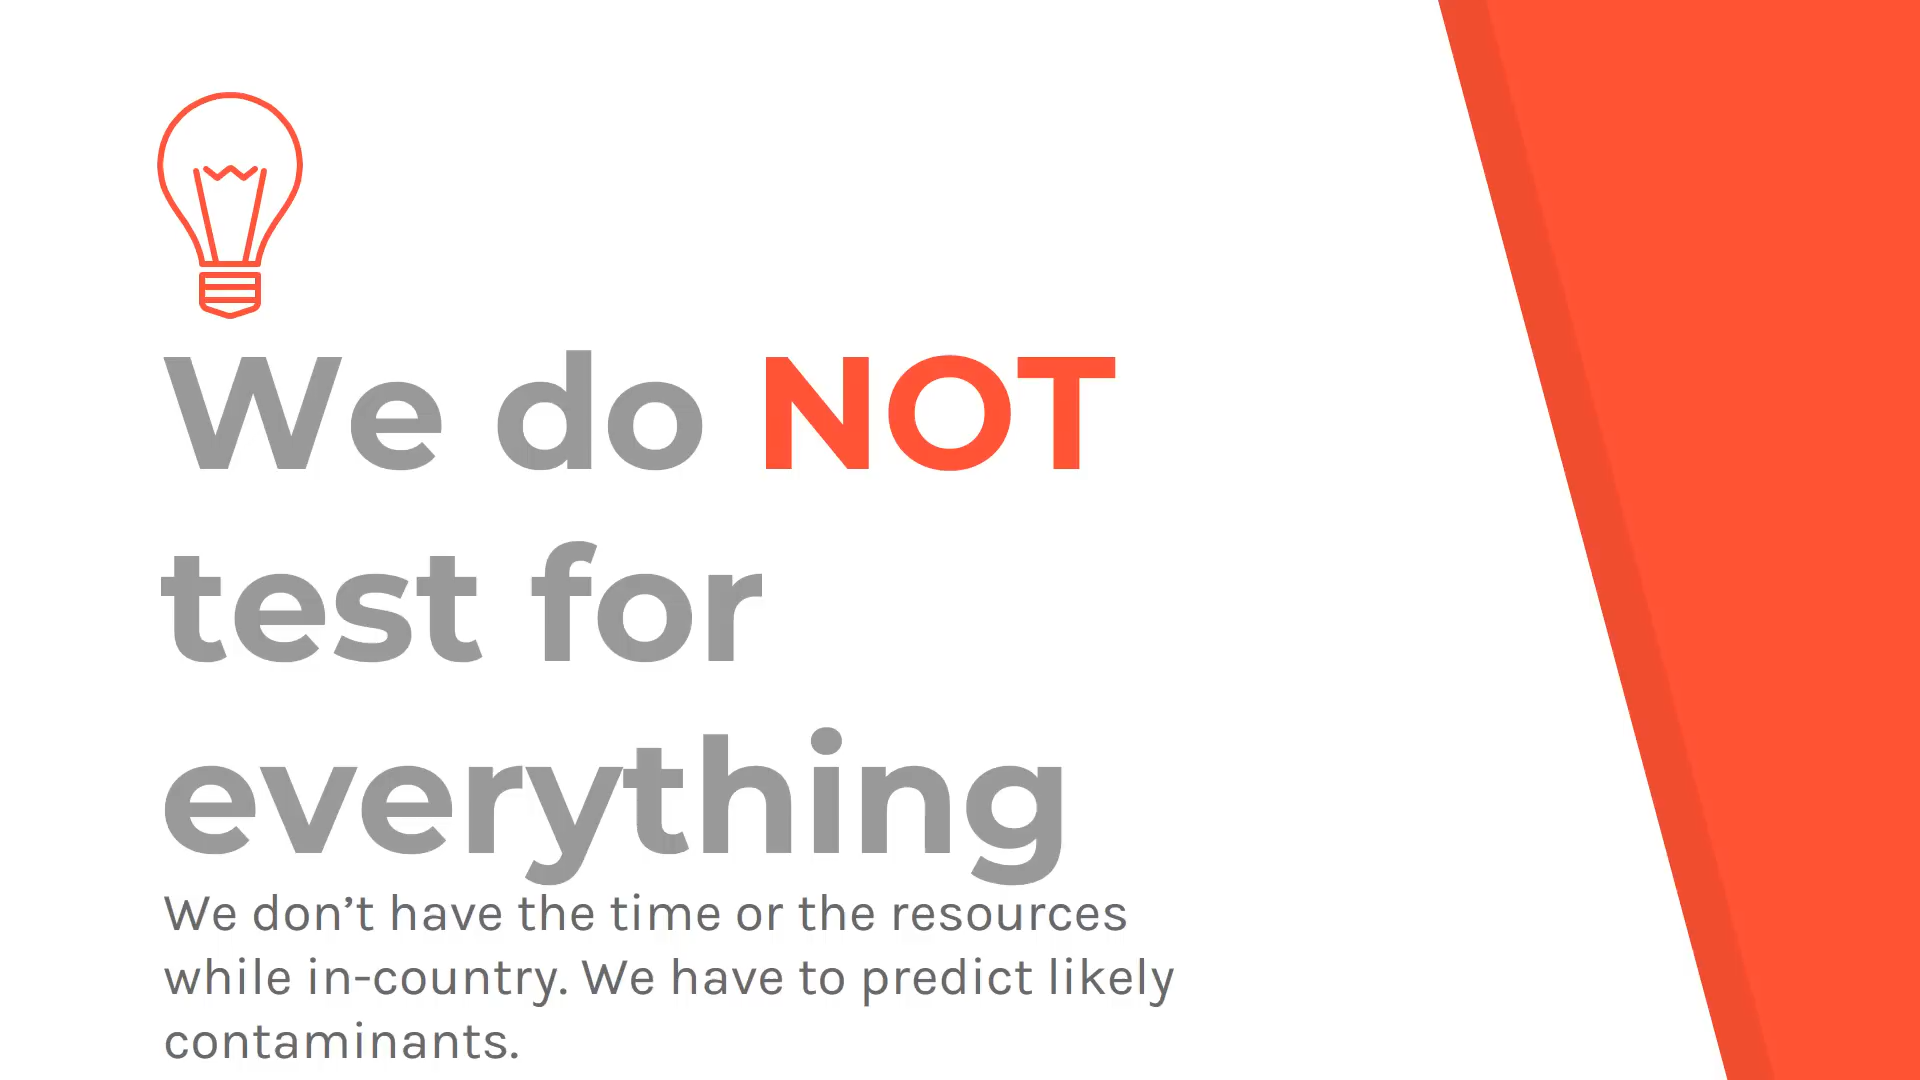 We do NOT
test for
everything
We don’t have the time or the resources
while in-country. We have to predict likely
contaminants.